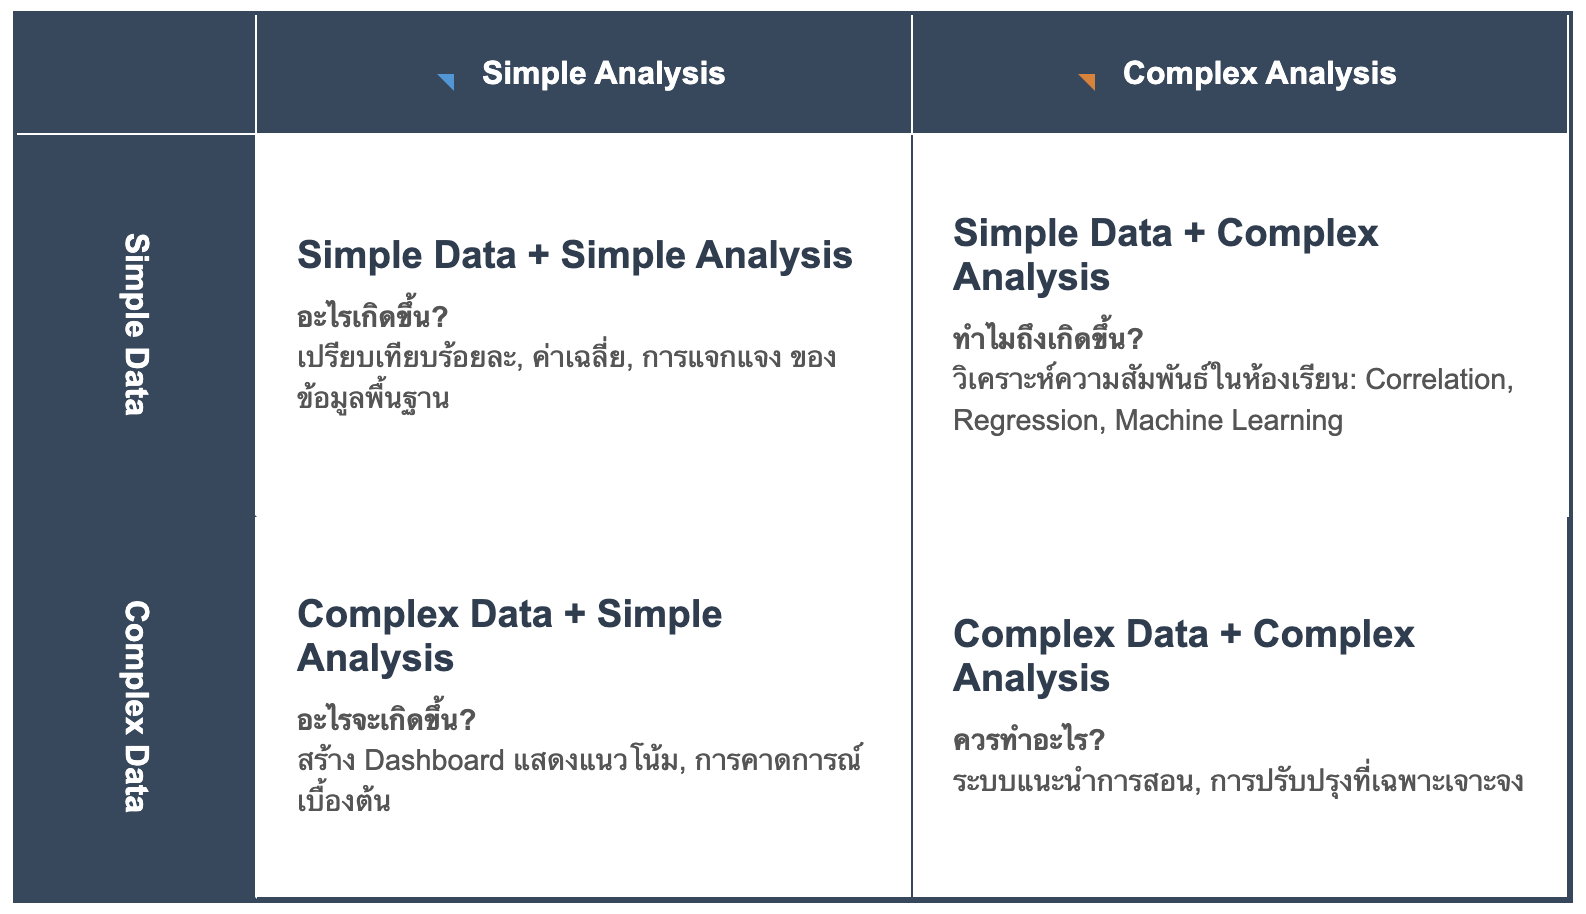 Simple Analysis
Complex Analysis
Simple Data
Simple Data + Simple Analysis
อะไรเกิดขึ้น?
เปรียบเทียบร้อยละ, ค่าเฉลี่ย, การแจกแจง ของ
ข้อมูลพื้นฐาน
Simple Data + Complex
Analysis
ทำไมถึงเกิดขึ้น?
วิเคราะห์ความสัมพันธ์ในห้องเรียน: Correlation,
Regression, Machine Learning
Complex Data
Complex Data + Simple
Analysis
อะไรจะเกิดขึ้น?
สร้าง Dashboard แสดงแนวโน้ม, การคาดการณ์
เบื้องต้น
Complex Data + Complex
Analysis
ควรทำอะไร?
ระบบแนะนำการสอน, การปรับปรุงที่เฉพาะเจาะจง